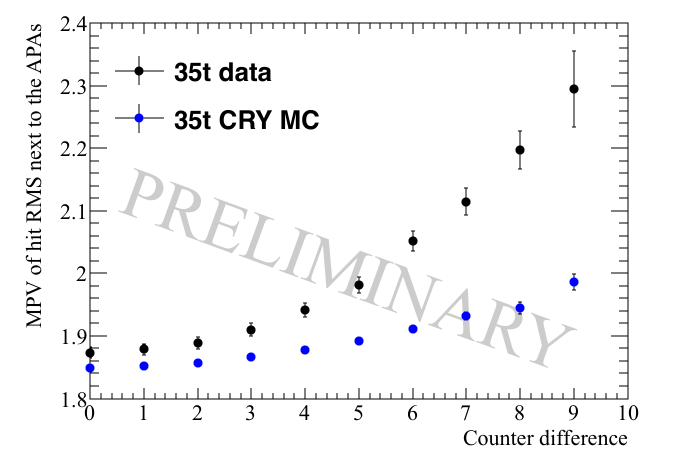 2.4
2.3
2.2
2.1
2
1.9
1.8
MPV of hit RMS next to the APAs
35t data
35t CRY MC
PRELIMINARY
0 1 2 3 4 5 6 7 8 9 10
Counter difference